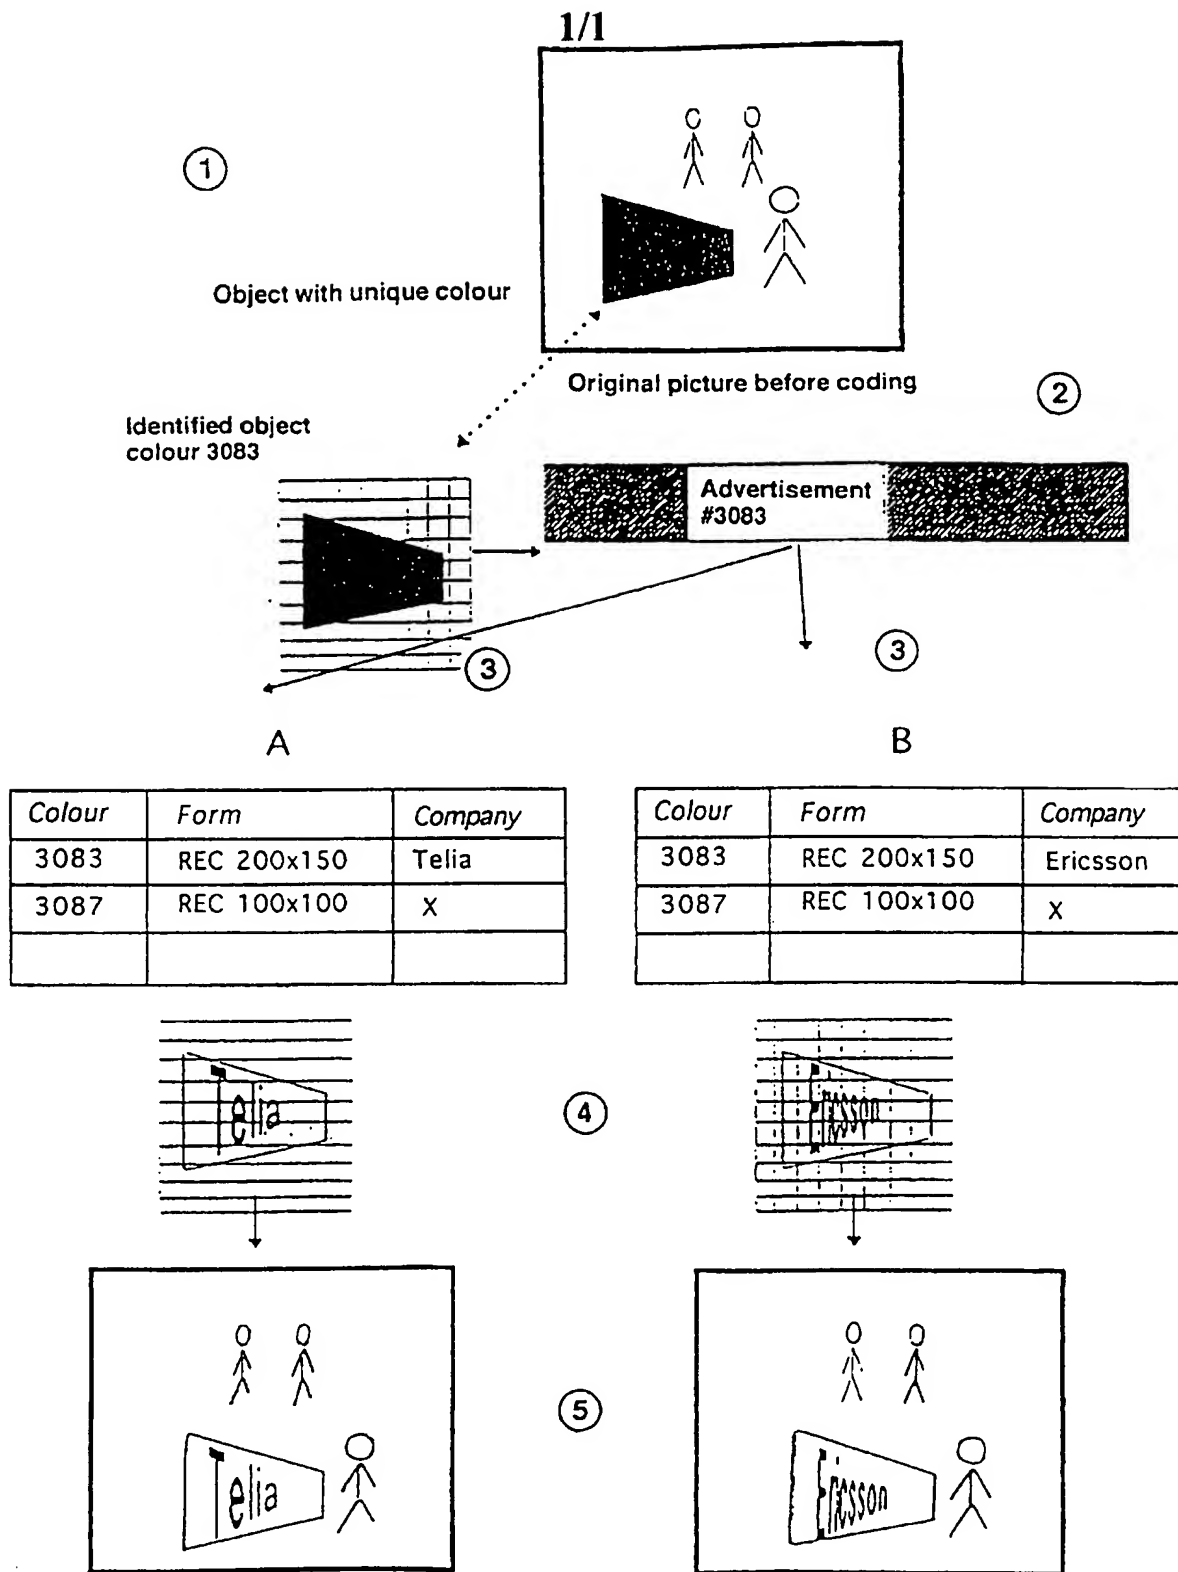 1/1
1
Object with unique colour
Original picture before coding
2
Identified object
colour 3083
Advertisement
#3083
3
3
A
B
Colour Form Company
3083 REC 200x150 Telia
3087 REC 100x100 X
Colour Form Company
3083 REC 200x150 Ericsson
3087 REC 100x100 X
Telia
4
Ericsson
5
Telia
Ericsson